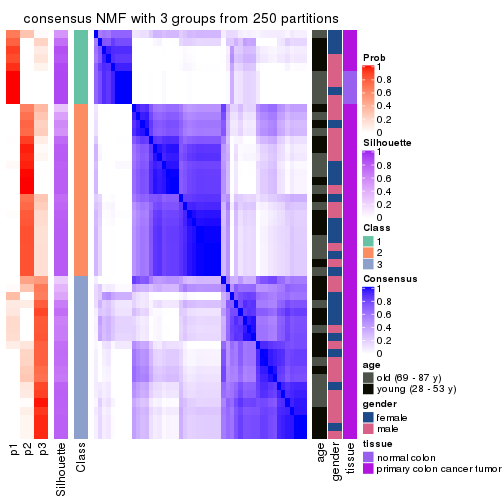 consensus NMF with 3 groups from 250 partitions
Prob
1
0.8
0.6
0.4
0.2
0
Silhouette
1
0.8
0.6
0.4
0.2
0
Class
1
2
3
Consensus
1
0.8
0.6
0.4
0.2
0
age
old (69 - 87 y)
young (28 - 53 y)
gender
female
male
tissue
normal colon
primary colon cancer tumor
p1
p2
p3
Silhouette
Class
age
gender
tissue